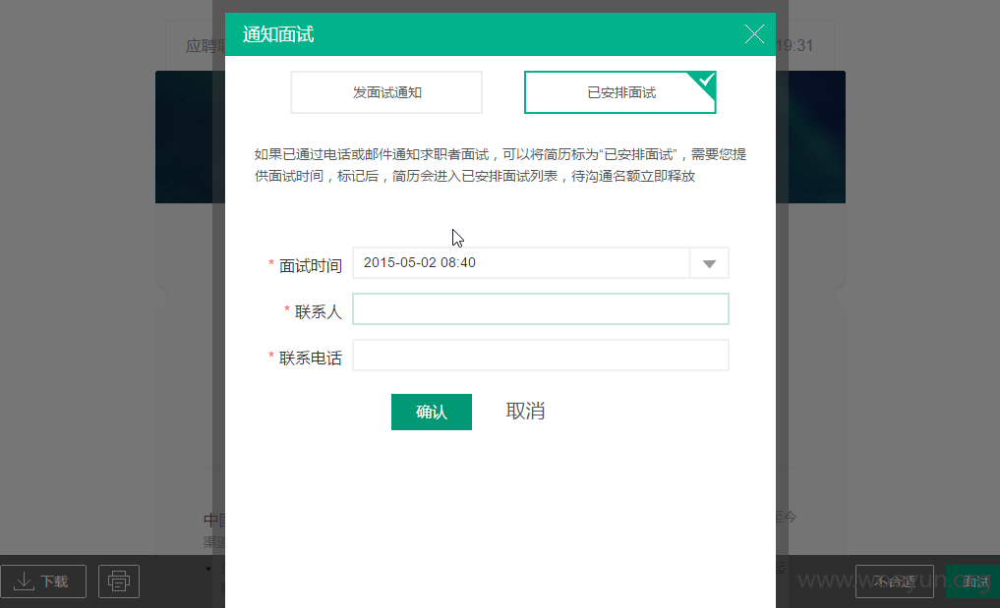 通知面试
应聘
19:31
发面试通知
已安排面试
如果已通过电话或邮件通知求职者面试，可以将简历标为“已安排面试”，需要您提
供面试时间，标记后，简历会进入已安排面试列表，待沟通名额立即释放
* 面试时间
2015-05-02 08:40
* 联系人
* 联系电话
确认
取消
中国
至今
渠道
下载
不合适
面试
www.wooyun.org